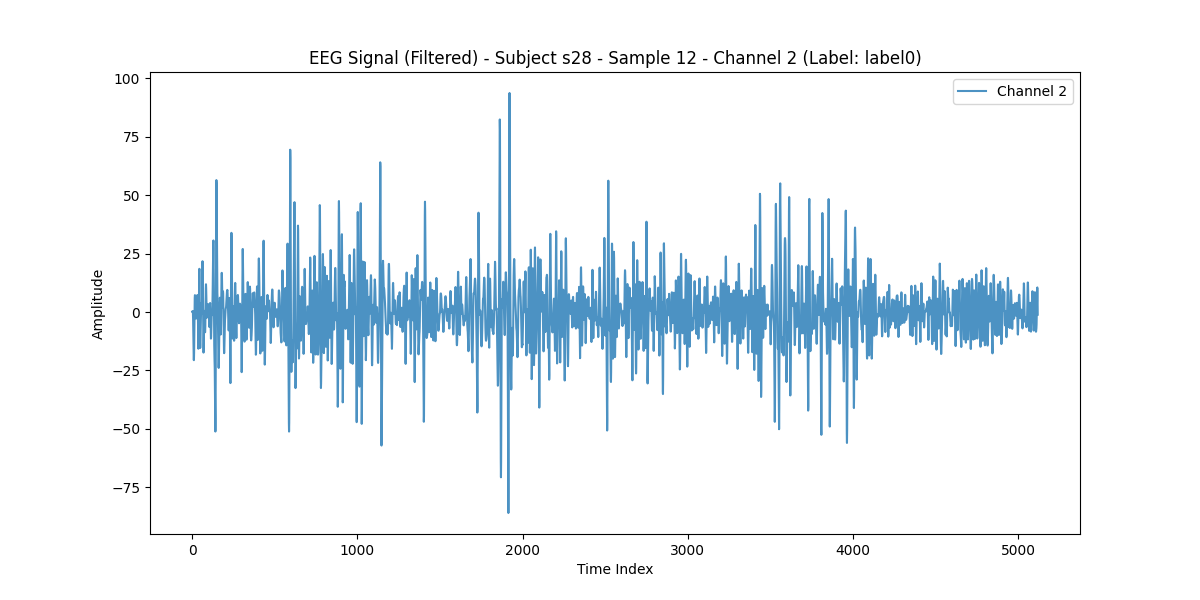 EEG Signal (Filtered) - Subject s28 - Sample 12 - Channel 2 (Label: label0)
Channel 2
100
75
50
25
0
−25
−50
−75
Amplitude
0 1000 2000 3000 4000 5000
Time Index